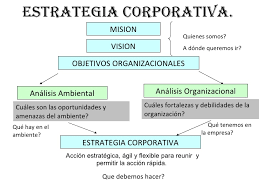 ESTRATEGIA CORPORATIVA.
MISION
Quienes somos?
VISION
A dónde queremos ir?
OBJETIVOS ORGANIZACIONALES
Análisis Ambiental
Análisis Organizacional
Cuáles son las oportunidades y
amenazas del ambiente?
Cuáles fortalezas y debilidades de la
organización?
Qué hay en el
ambiente?
Qué tenemos en
la empresa?
ESTRATEGIA CORPORATIVA
Acción estratégica, ágil y flexible para reunir y
permitir la acción rápida.
Que debemos hacer?